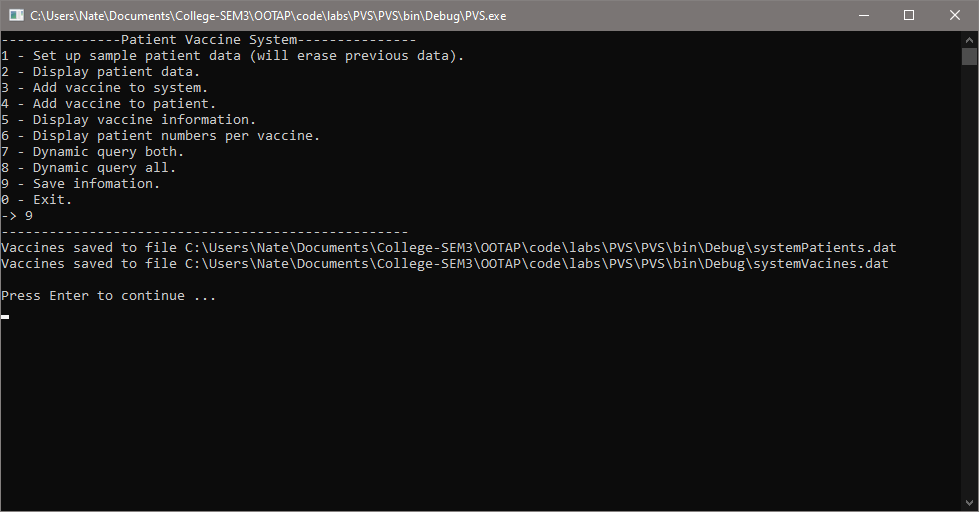 C:\Users\Nate\Documents\College-SEM3\OOTAP\code\labs\PVS\PVS\bin\Debug\PVS.exe
---------------Patient Vaccine System---------------
1 - Set up sample patient data (will erase previous data).
2 - Display patient data.
3 - Add vaccine to system.
4 - Add vaccine to patient.
5 - Display vaccine information.
6 - Display patient numbers per vaccine.
7 - Dynamic query both.
8 - Dynamic query all.
9 - Save infomation.
0 - Exit.
-> 9
---------------------------------------------------
Vaccines saved to file C:\Users\Nate\Documents\College-SEM3\OOTAP\code\labs\PVS\PVS\bin\Debug\systemPatients.dat
Vaccines saved to file C:\Users\Nate\Documents\College-SEM3\OOTAP\code\labs\PVS\PVS\bin\Debug\systemVacines.dat
Press Enter to continue ...